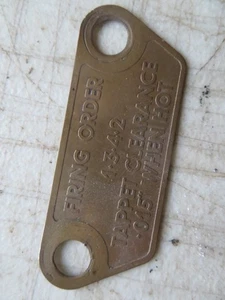 FIRING ORDER
1·3·4·2
TAPPET CLEARANCE
·015" WHEN HOT